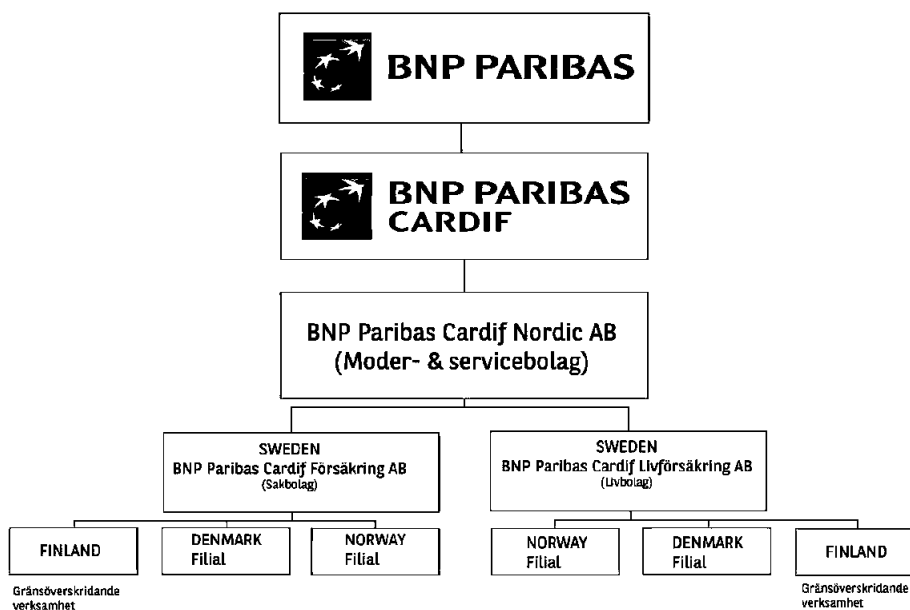 BNP PARIBAS
BNP PARIBAS
CARDIF
BNP Paribas Cardif Nordic AB
(Moder- & servicebolag)
SWEDEN
BNP Paribas Cardif Försäkring AB
(Sakbolag)
SWEDEN
BNP Paribas Cardif Livförsäkring AB
(Livbolag)
FINLAND
Gränsöverskridande
verksamhet
DENMARK
Filial
NORWAY
Filial
NORWAY
Filial
DENMARK
Filial
FINLAND
Gränsöverskridande
verksamhet